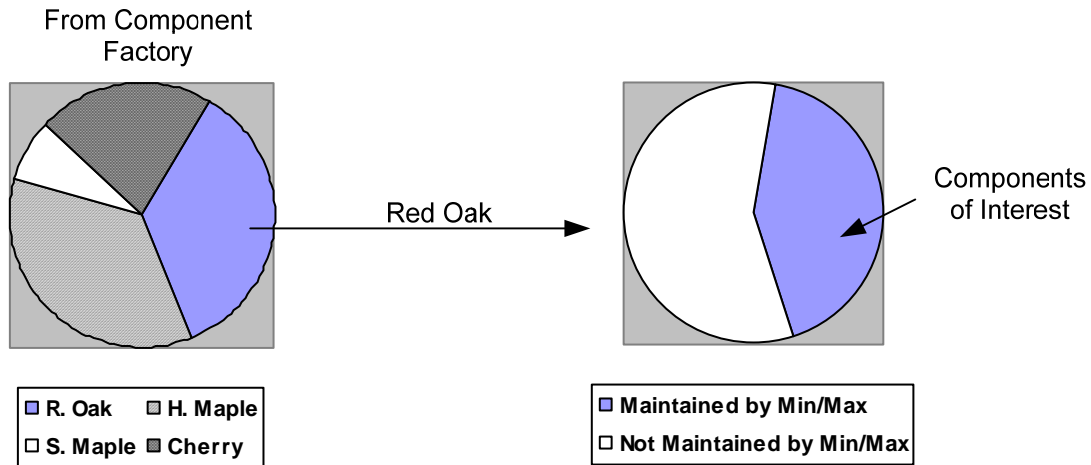 From Component
Factory
Red Oak
Components
of Interest
R. Oak H. Maple
S. Maple Cherry
Maintained by Min/Max
Not Maintained by Min/Max